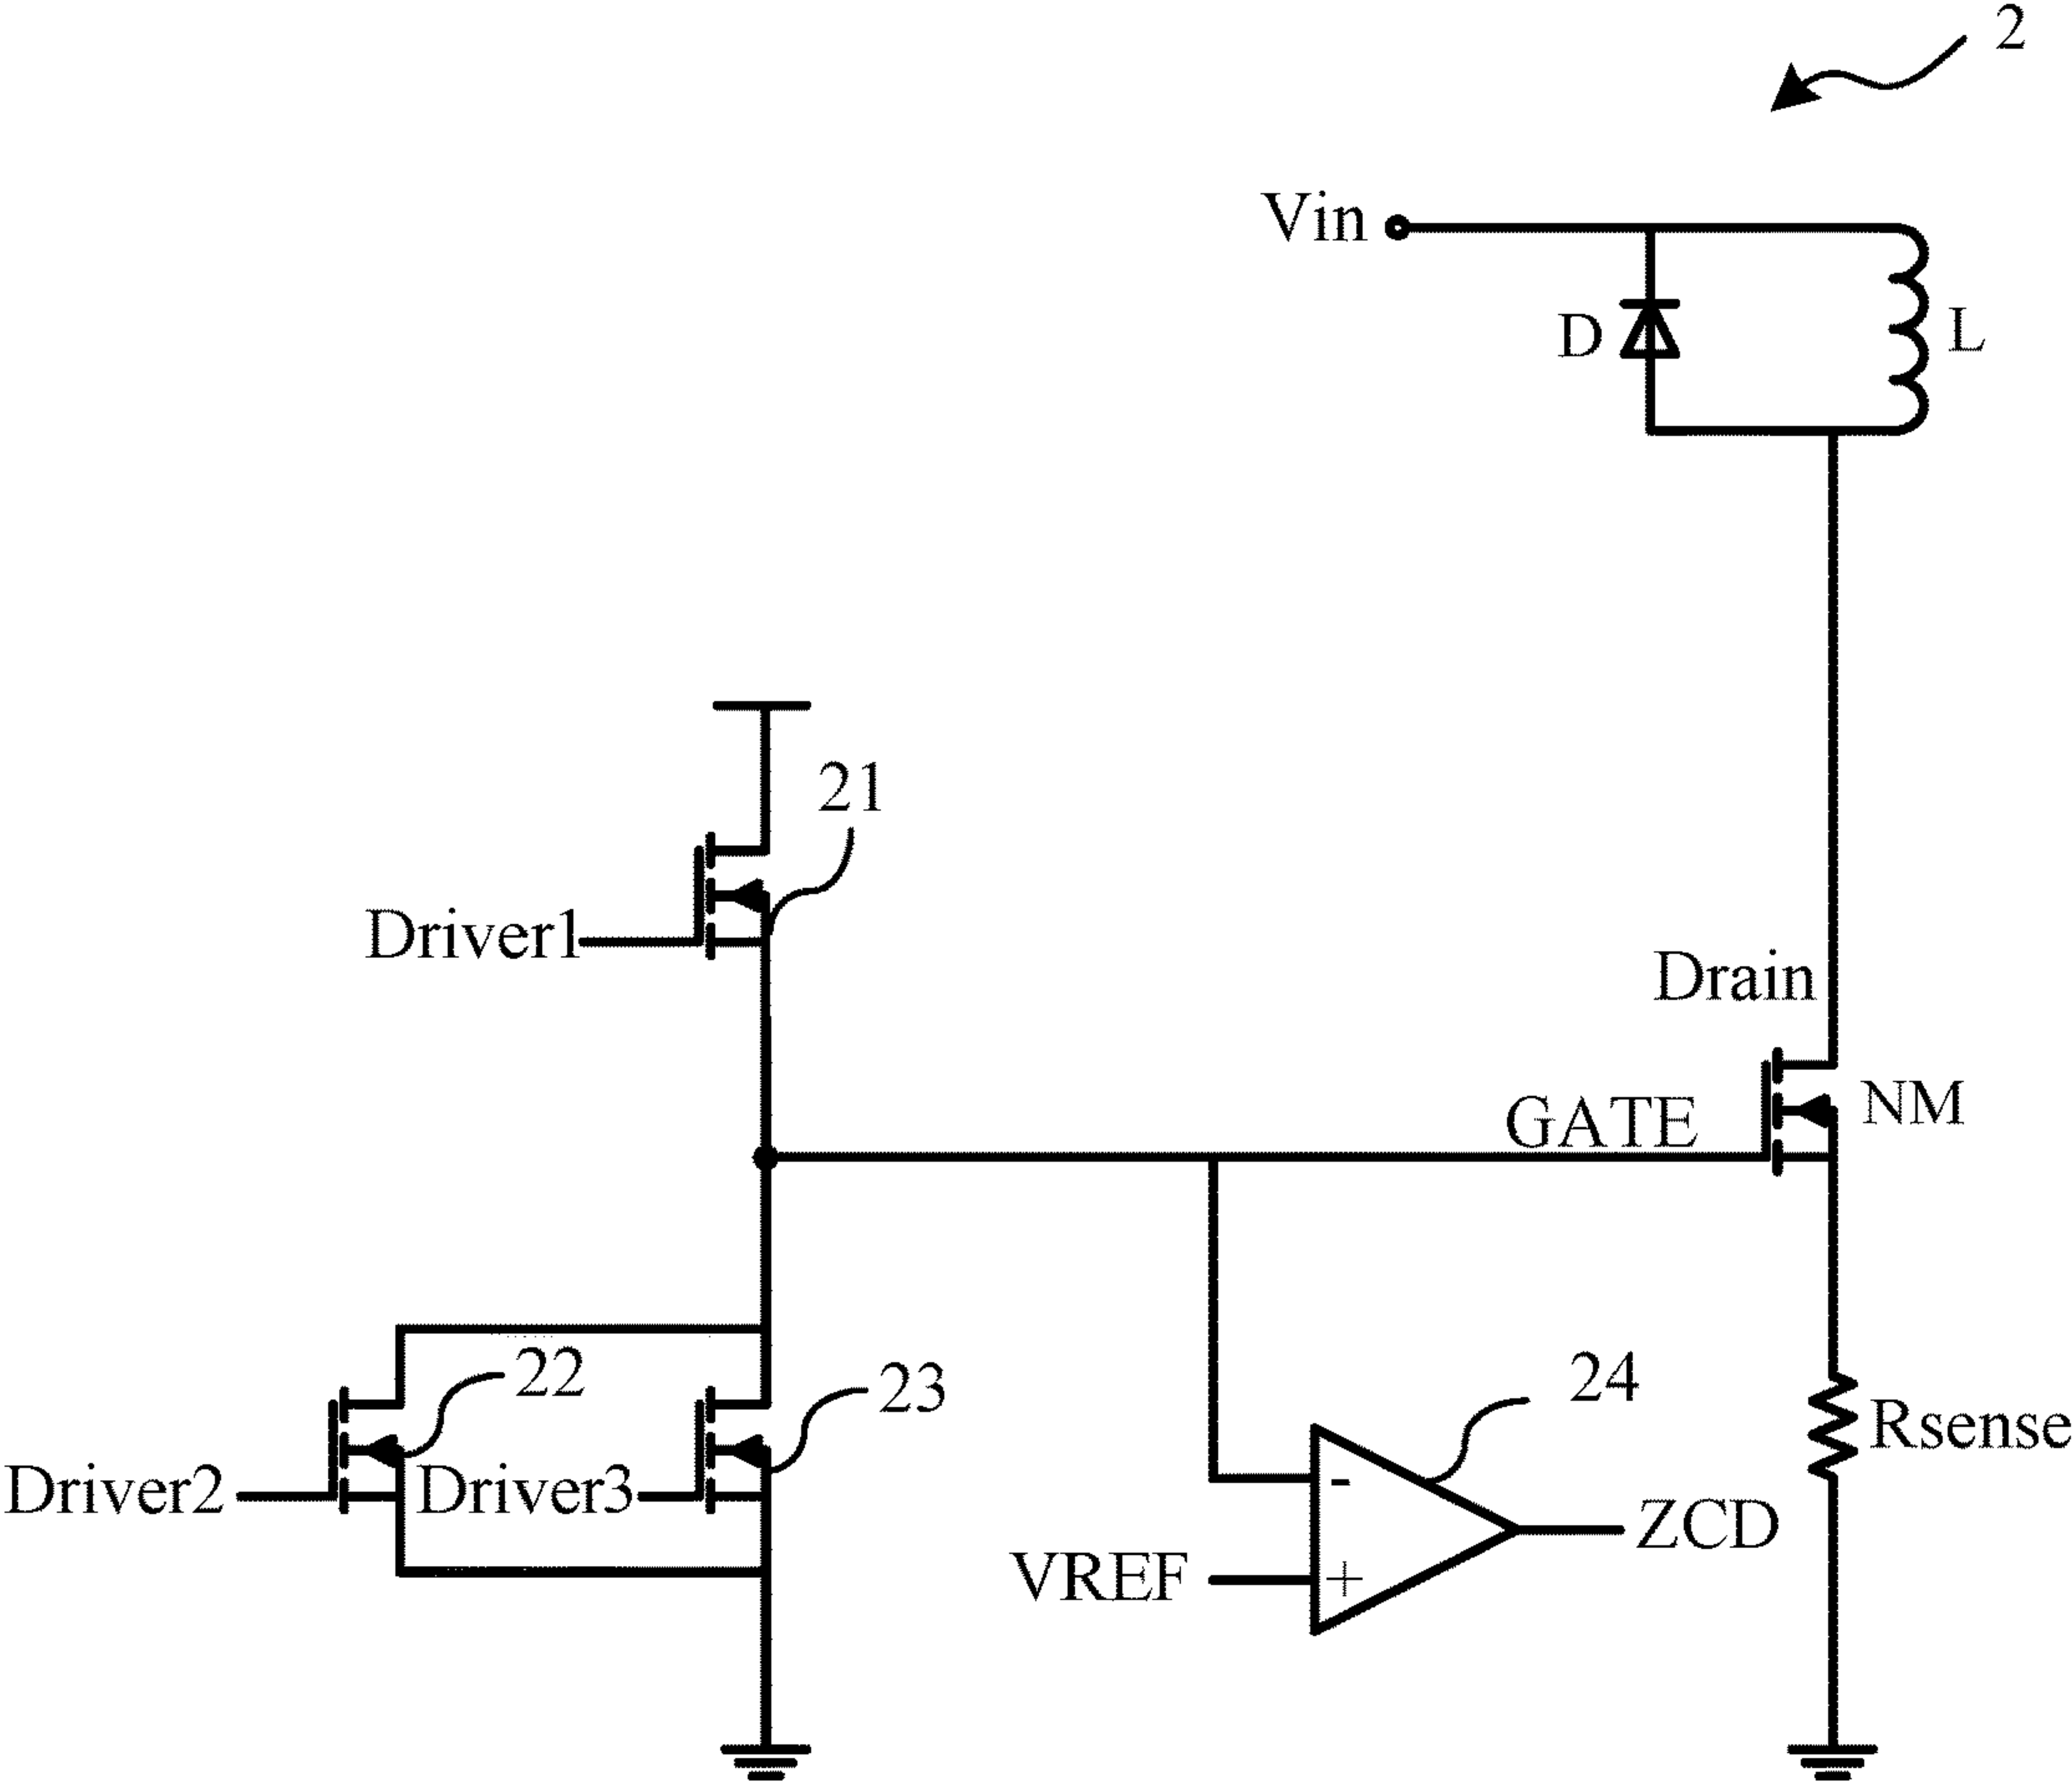 2
Vin
D
L
21
Driver1
Drain
GATE
NM
22
23
24
Driver2
Driver3
-
Rsense
ZCD
VREF
+